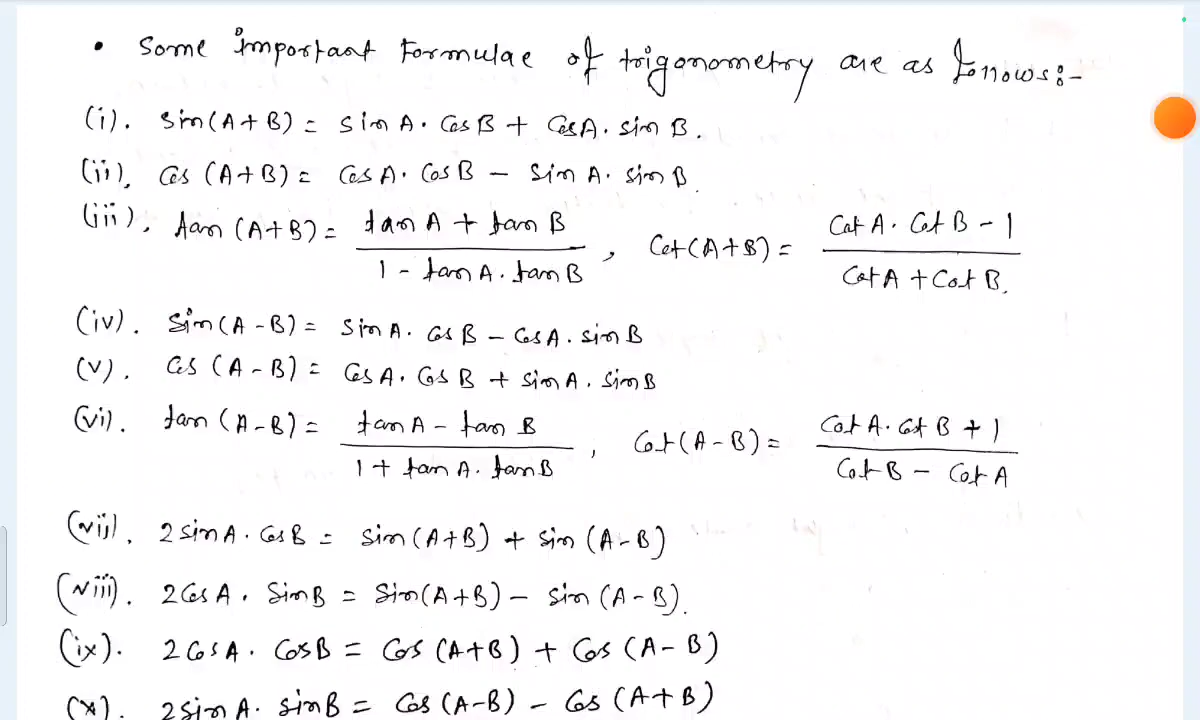 • Some important Formulae of trigonometry are as follows:-
(i). Sin(A+B) = sin A. Cos B + Cos A. sin B.
(ii). Cos (A+B) = Cos A. Cos B - Sin A. sin B.
(iii). tan (A+B) = (tan A + tan B)/(1 - tan A. tan B), Cot(A+B) = (Cot A. Cot B - 1)/(Cot A + Cot B.)
(iv). Sin(A-B) = Sin A. Cos B - Cos A. sin B
(v). Cos (A-B) = Cos A. Cos B + sin A. sin B
(vi). tan (A-B) = (tan A - tan B)/(1 + tan A. tan B), Cot(A-B) = (Cot A. Cot B + 1)/(Cot B - Cot A)
(vii). 2 sin A. Cos B = Sin(A+B) + Sin (A-B)
(viii). 2 Cos A. Sin B = Sin(A+B) - Sin (A-B).
(ix). 2 Cos A. Cos B = Cos (A+B) + Cos (A-B)
(x). 2 sin A. sin B = Cos (A-B) - Cos (A+B)